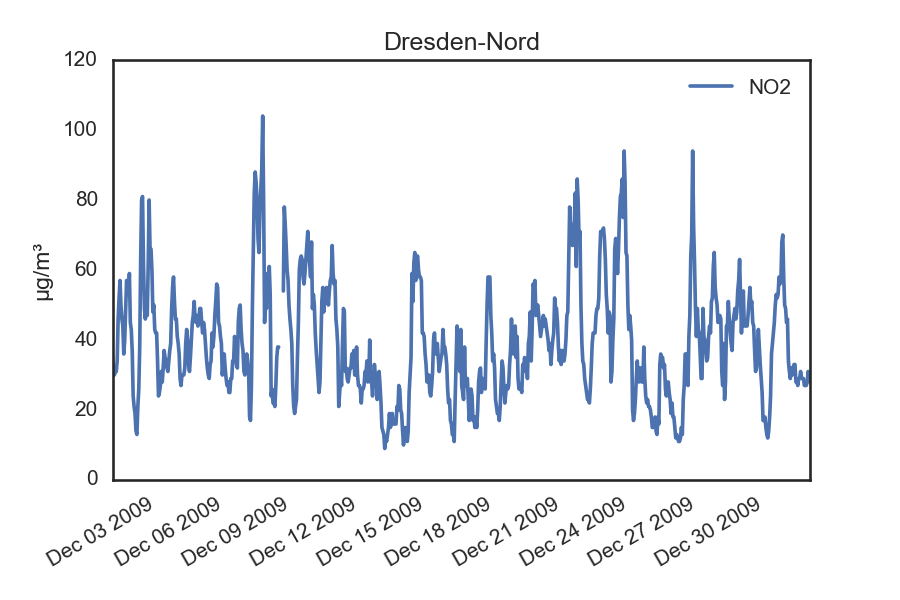 Dresden-Nord
NO2
µg/m³
120
100
80
60
40
20
0
Dec 03 2009
Dec 06 2009
Dec 09 2009
Dec 12 2009
Dec 15 2009
Dec 18 2009
Dec 21 2009
Dec 24 2009
Dec 27 2009
Dec 30 2009